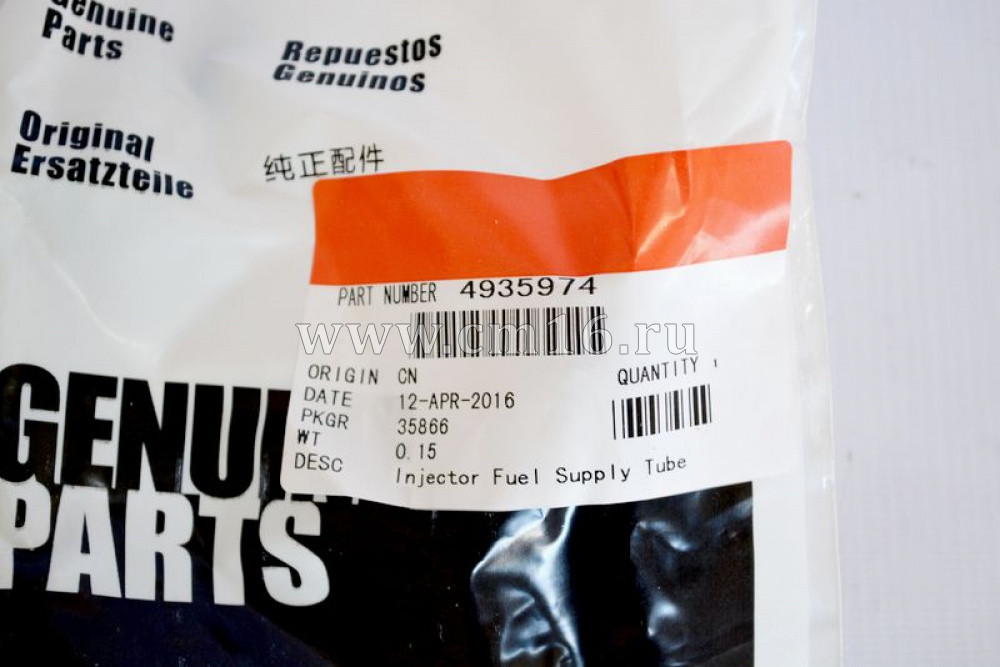 Genuine
Parts
Repuestos
Genuinos
Original
Ersatzteile
纯正配件
PART NUMBER 4935974
www.cm16.ru
ORIGIN CN
QUANTITY
DATE 12-APR-2016
PKGR 35866
WT 0.15
DESC Injector Fuel Supply Tube
GENUINE
PARTS